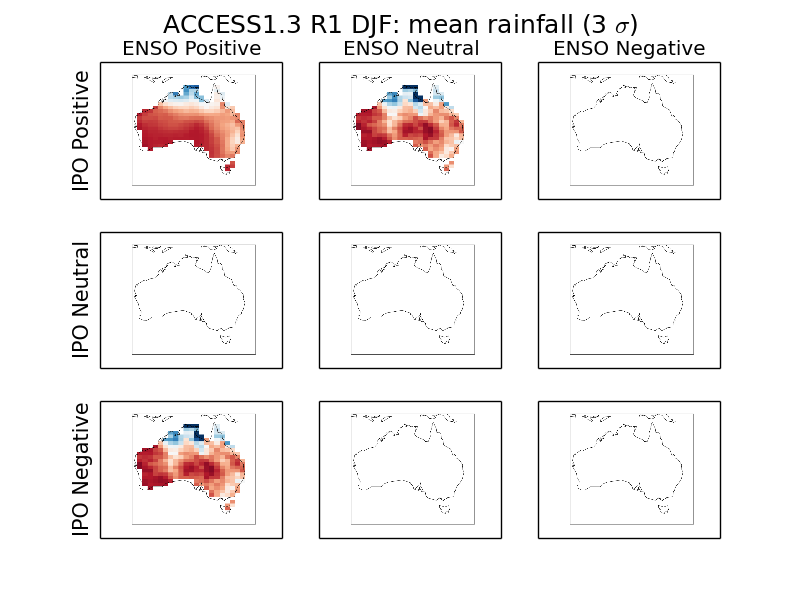 ACCESS1.3 R1 DJF: mean rainfall (3 σ)
ENSO Positive
ENSO Neutral
ENSO Negative
IPO Positive
IPO Neutral
IPO Negative